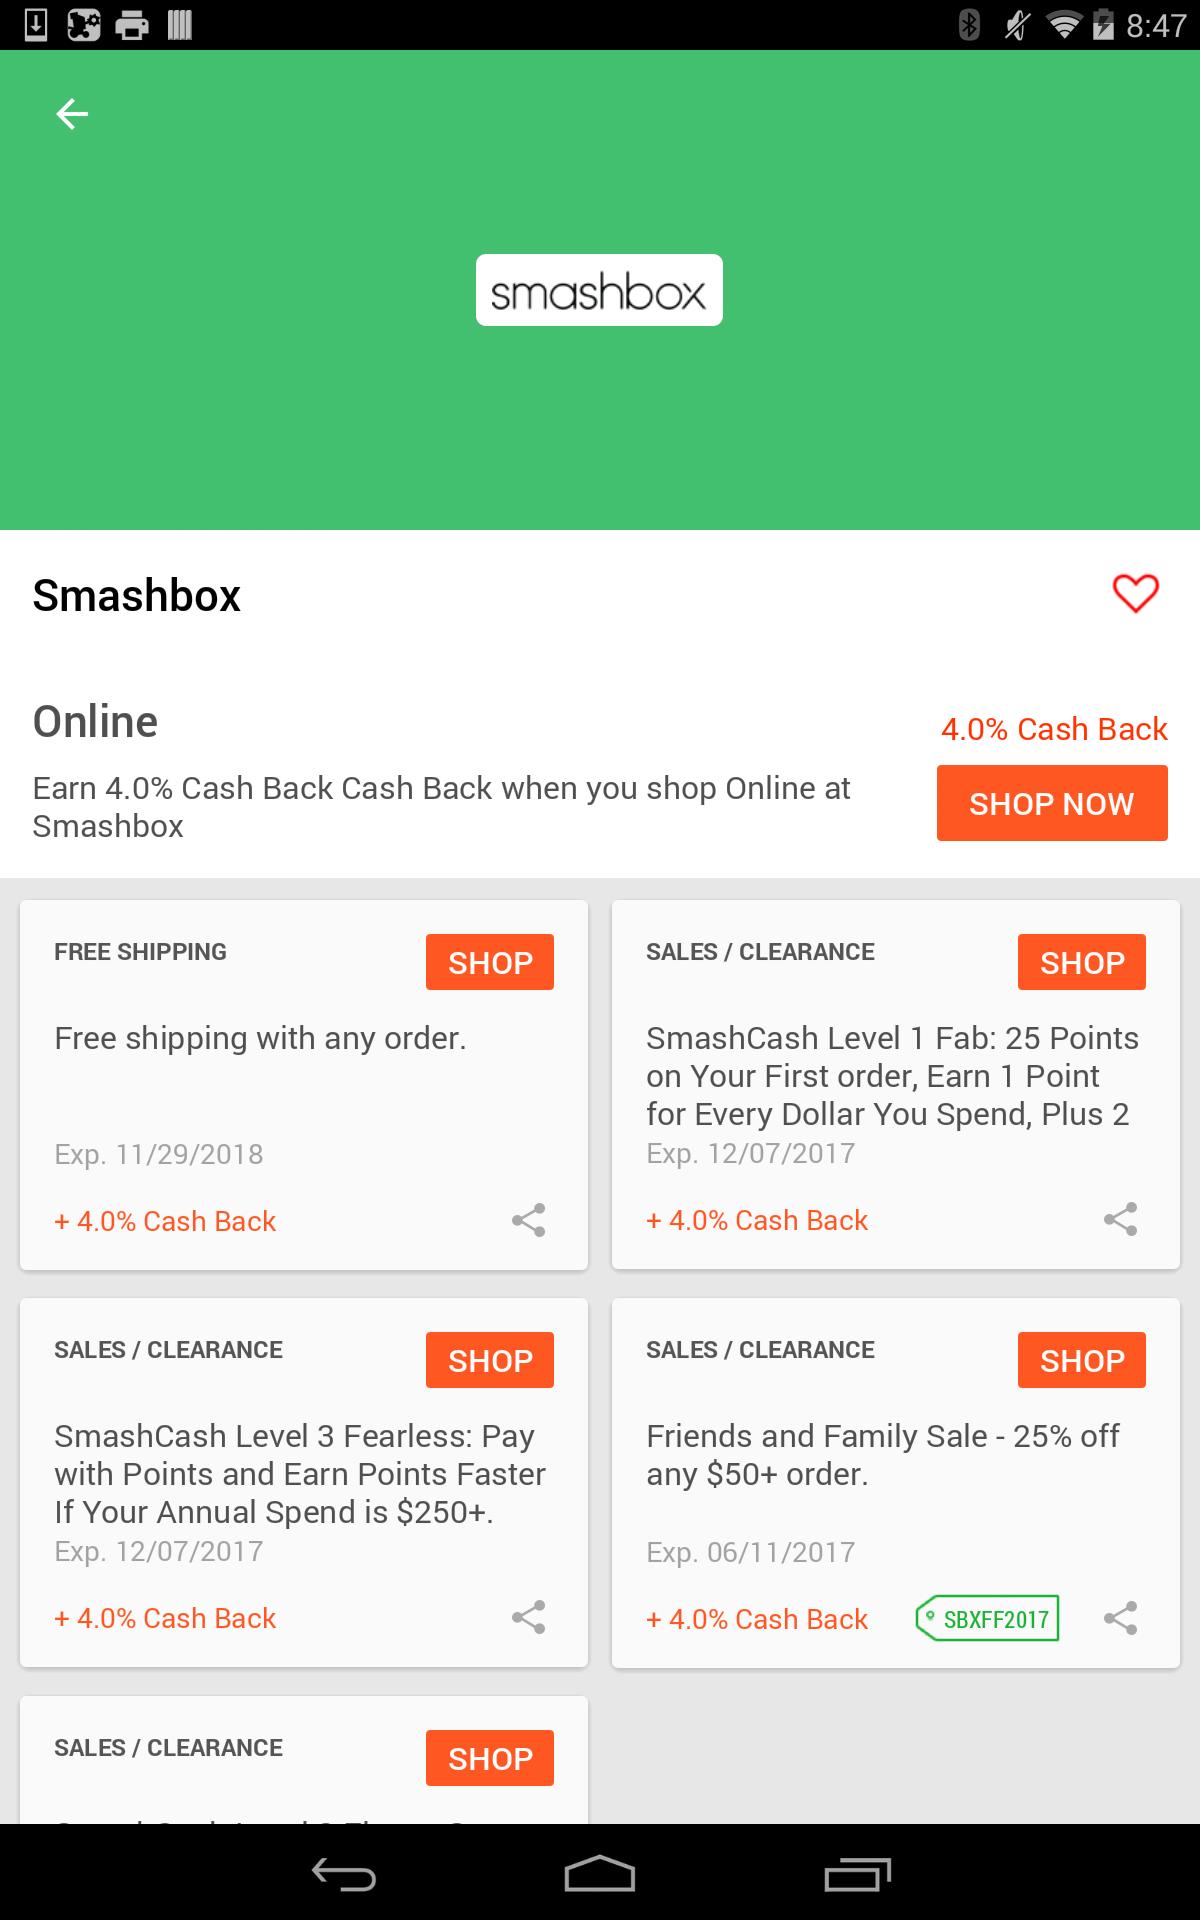 8:47
smashbox
Smashbox
Online
4.0% Cash Back
Earn 4.0% Cash Back Cash Back when you shop Online at
Smashbox
SHOP NOW
FREE SHIPPING
SHOP
Free shipping with any order.
Exp. 11/29/2018
+ 4.0% Cash Back
SALES / CLEARANCE
SHOP
SmashCash Level 1 Fab: 25 Points
on Your First order, Earn 1 Point
for Every Dollar You Spend, Plus 2
Exp. 12/07/2017
+ 4.0% Cash Back
SALES / CLEARANCE
SHOP
SmashCash Level 3 Fearless: Pay
with Points and Earn Points Faster
If Your Annual Spend is $250+.
Exp. 12/07/2017
+ 4.0% Cash Back
SALES / CLEARANCE
SHOP
Friends and Family Sale - 25% off
any $50+ order.
Exp. 06/11/2017
+ 4.0% Cash Back
SBXFF2017
SALES / CLEARANCE
SHOP